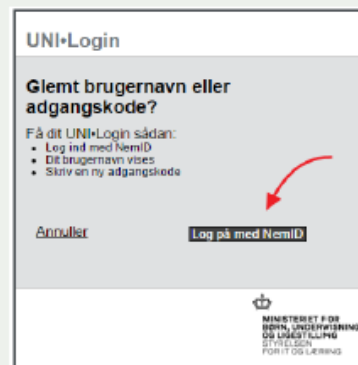 UNI•Login
Glemt brugernavn eller
adgangskode?
Få dit UNI•Login sådan:
• Log ind med NemID
• Dit brugernavn vises
• Skriv en ny adgangskode
Annuller
Log på med NemID
MINISTERIET FOR
BØRN, UNDERVISNING
OG LIGESTILLING
STYRELSEN
FOR IT OG LÆRING